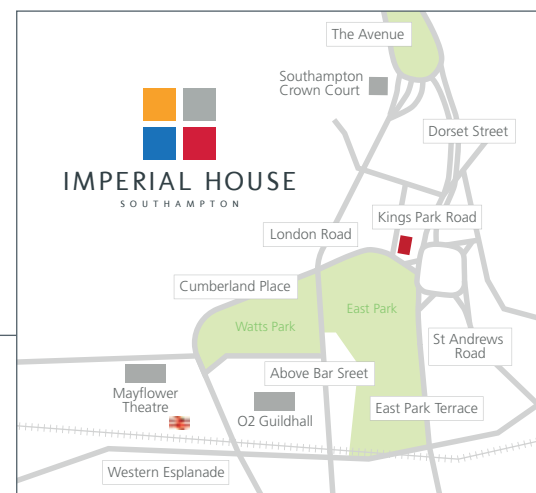 The Avenue
Southampton
Crown Court
Dorset Street
IMPERIAL HOUSE
SOUTHAMPTON
Kings Park Road
London Road
Cumberland Place
East Park
Watts Park
St Andrews
Road
Above Bar Sreet
Mayflower
Theatre
O2 Guildhall
East Park Terrace
Western Esplanade